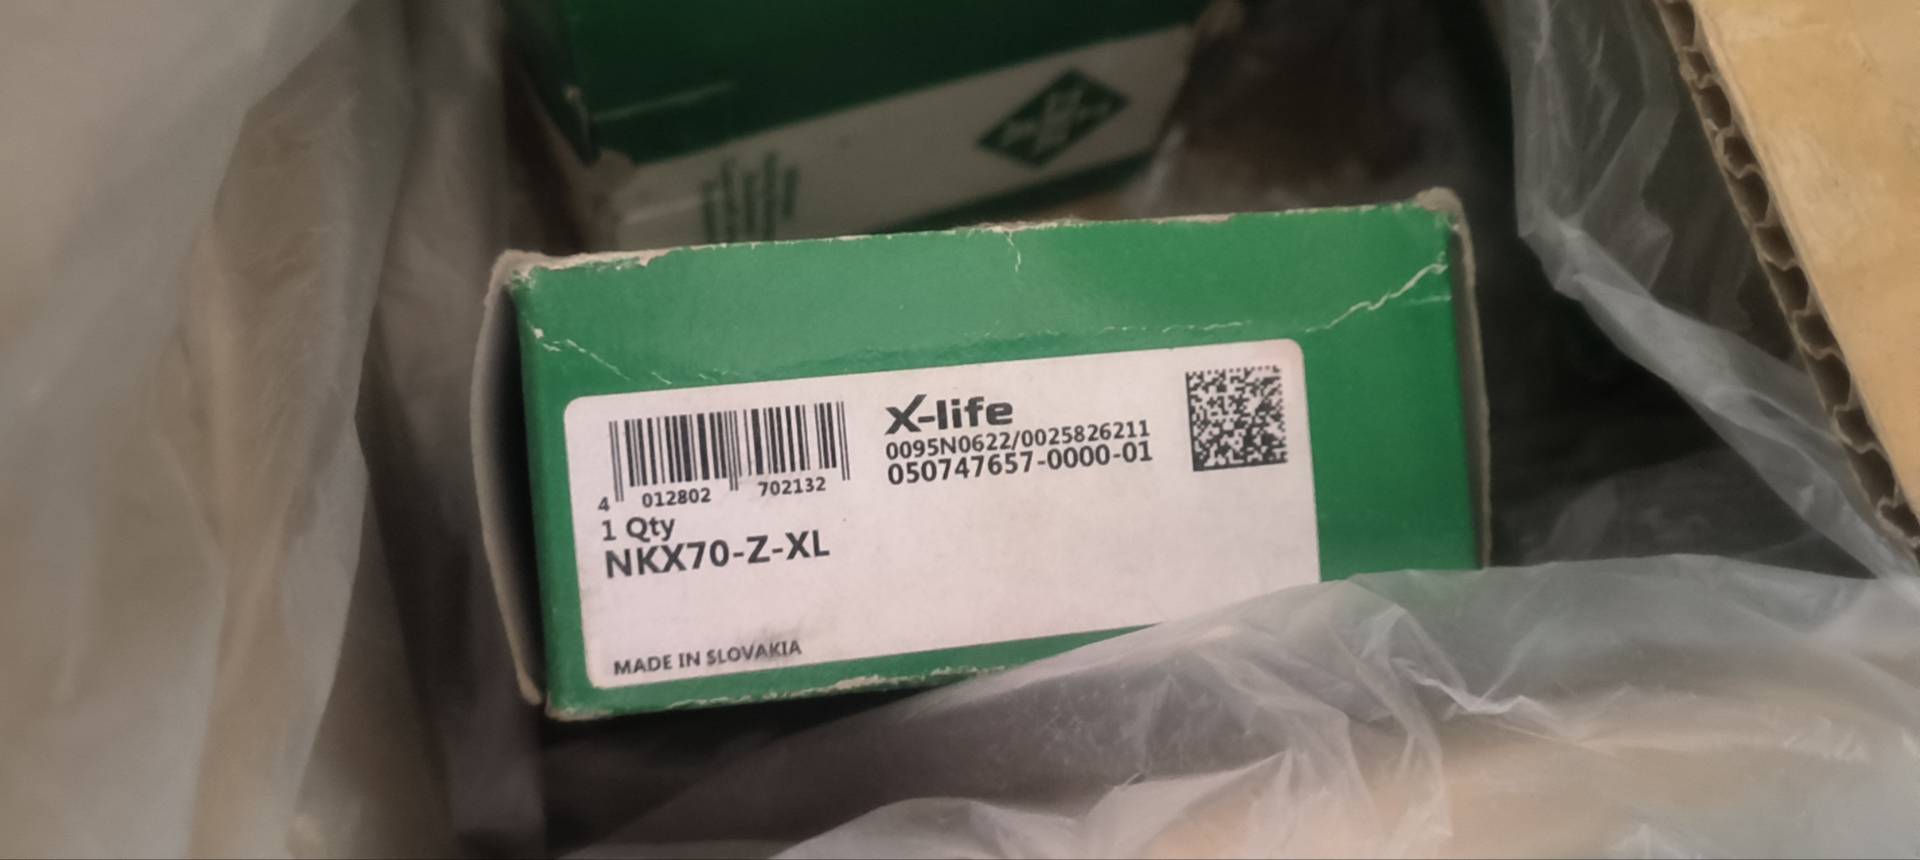 X-life
0095N0622/0025826211
050747657-0000-01
4 012802 702132
1 Qty
NKX70-Z-XL
MADE IN SLOVAKIA